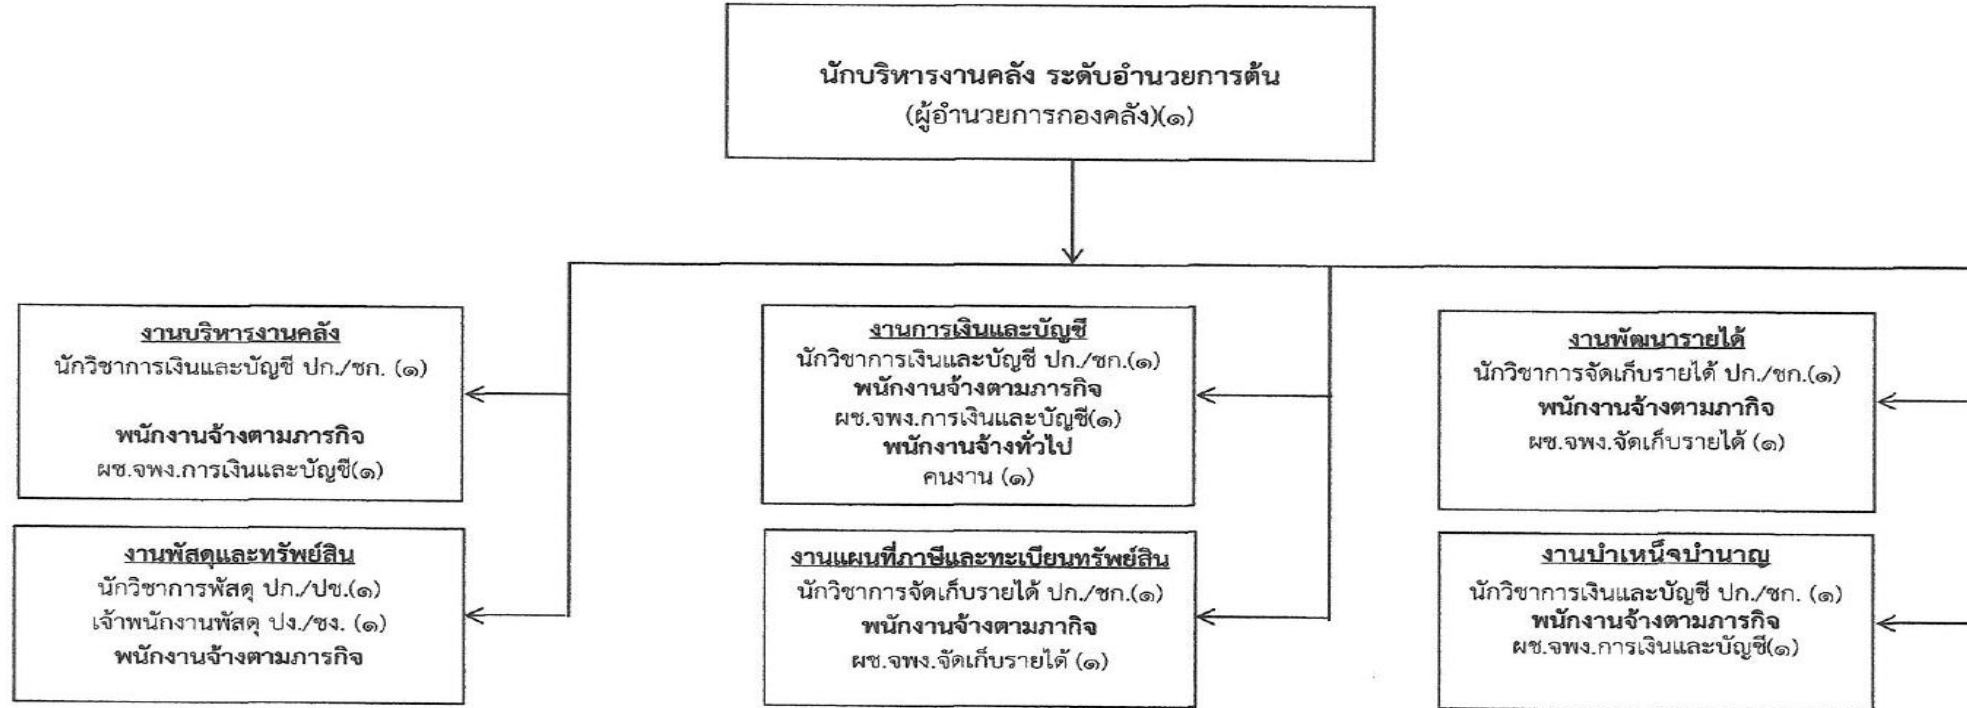 นักบริหารงานคลัง ระดับอำนวยการต้น
(ผู้อำนวยการกองคลัง)(๑)
งานบริหารงานคลัง
นักวิชาการเงินและบัญชี ปก./ชก. (๑)
พนักงานจ้างตามภารกิจ
ผช.จพง.การเงินและบัญชี(๑)
งานการเงินและบัญชี
นักวิชาการเงินและบัญชี ปก./ชก.(๑)
พนักงานจ้างตามภารกิจ
ผช.จพง.การเงินและบัญชี(๑)
พนักงานจ้างทั่วไป
คนงาน (๑)
งานพัฒนารายได้
นักวิชาการจัดเก็บรายได้ ปก./ชก.(๑)
พนักงานจ้างตามภากิจ
ผช.จพง.จัดเก็บรายได้ (๑)
งานพัสดุและทรัพย์สิน
นักวิชาการพัสดุ ปก./ปช.(๑)
เจ้าพนักงานพัสดุ ปง./ชง. (๑)
พนักงานจ้างตามภารกิจ
งานแผนที่ภาษีและทะเบียนทรัพย์สิน
นักวิชาการจัดเก็บรายได้ ปก./ชก.(๑)
พนักงานจ้างตามภากิจ
ผช.จพง.จัดเก็บรายได้ (๑)
งานบำเหน็จบำนาญ
นักวิชาการเงินและบัญชี ปก./ชก. (๑)
พนักงานจ้างตามภารกิจ
ผช.จพง.การเงินและบัญชี(๑)